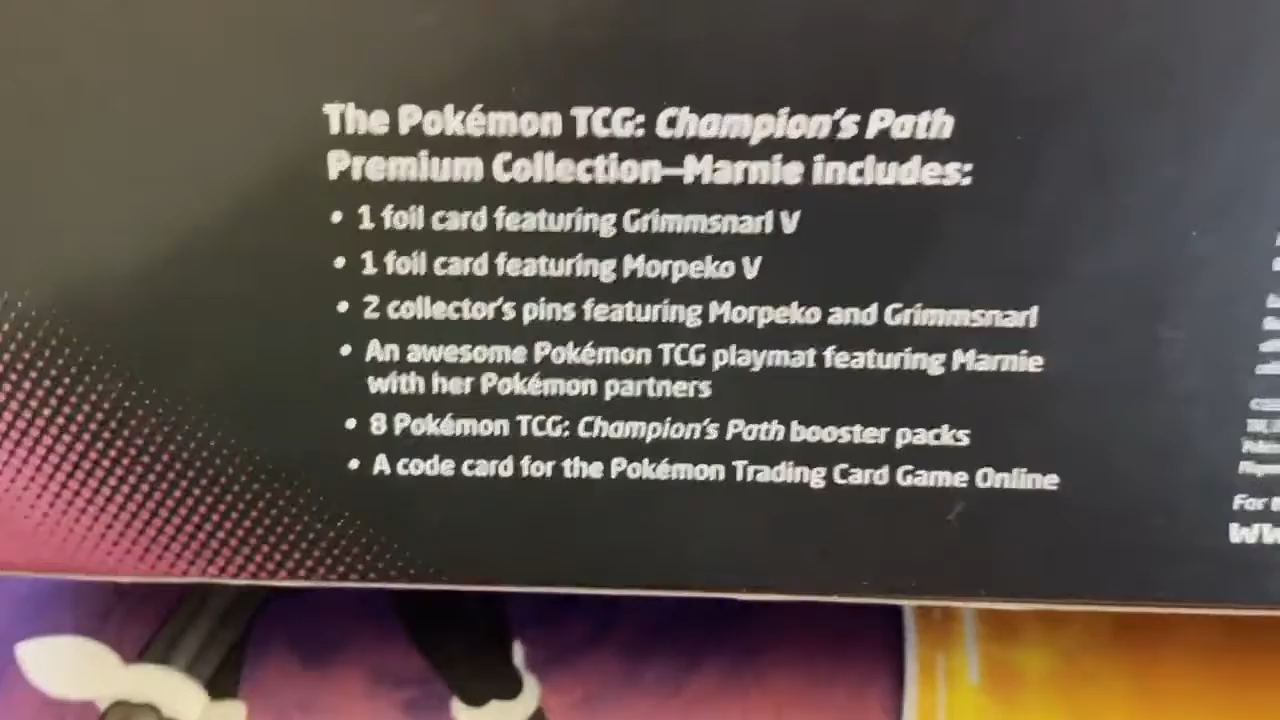 The Pokémon TCG: Champion's Path
Premium Collection—Marnie includes:
• 1 foil card featuring Grimmsnarl V
• 1 foil card featuring Morpeko V
• 2 collector's pins featuring Morpeko and Grimmsnarl
• An awesome Pokémon TCG playmat featuring Marnie
with her Pokémon partners
• 8 Pokémon TCG: Champion's Path booster packs
• A code card for the Pokémon Trading Card Game Online
For